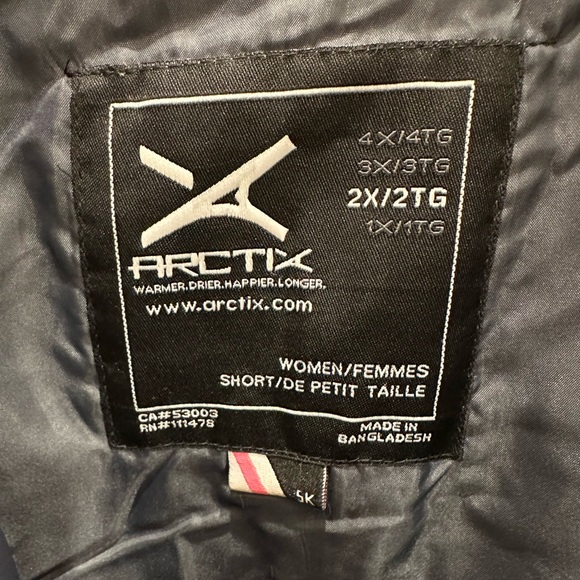 4X/4TG
3X/3TG
2X/2TG
1X/1TG
ARCTIX
WARMER.DRIER.HAPPIER.LONGER.
www.arctix.com
WOMEN/FEMMES
SHORT/DE PETIT TAILLE
CA#53003
RN#111478
MADE IN
BANGLADESH
5K